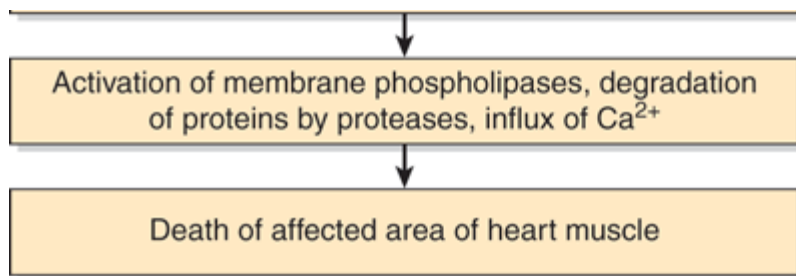 Activation of membrane phospholipases, degradation
of proteins by proteases, influx of Ca²⁺
Death of affected area of heart muscle